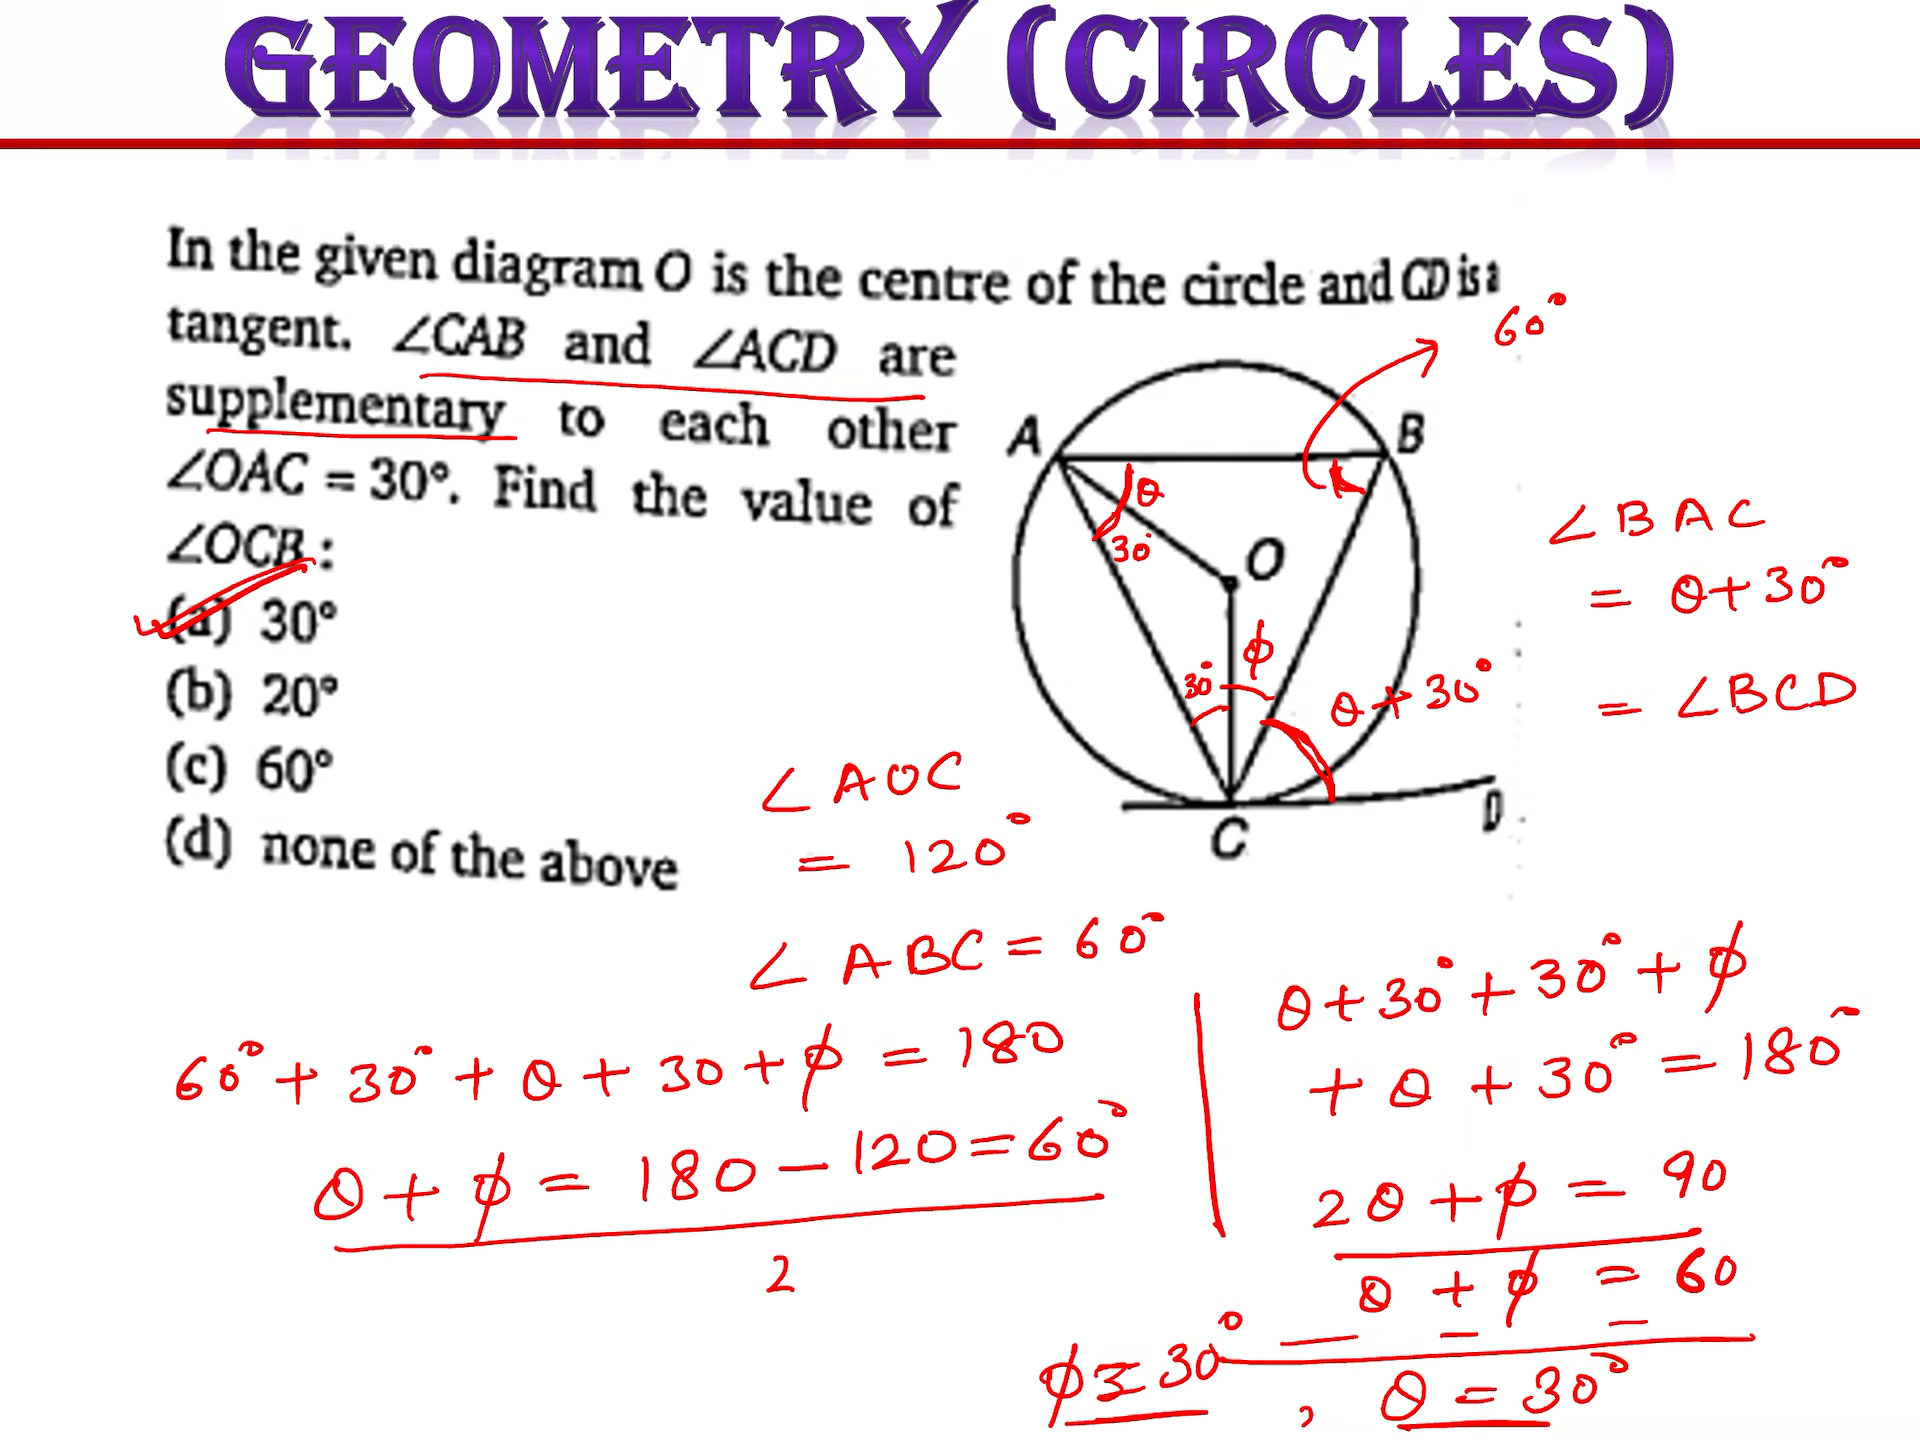 GEOMETRY (CIRCLES)
In the given diagram O is the centre of the circle and CD is a
tangent. ∠CAB and ∠ACD are
supplementary to each other
∠OAC = 30°. Find the value of
∠OCB :
(a) 30°
(b) 20°
(c) 60°
(d) none of the above
60°
A
B
θ
30°
O
ϕ
30°
θ + 30°
C
D
∠BAC
= θ + 30°
= ∠BCD
∠AOC
= 120°
∠ABC = 60°
60° + 30° + θ + 30 + ϕ = 180
θ + ϕ = 180 - 120 = 60°
2
θ + 30° + 30° + ϕ
+ θ + 30° = 180°
2θ + ϕ = 90
θ + ϕ = 60
- - -
ϕ = 30° , θ = 30°